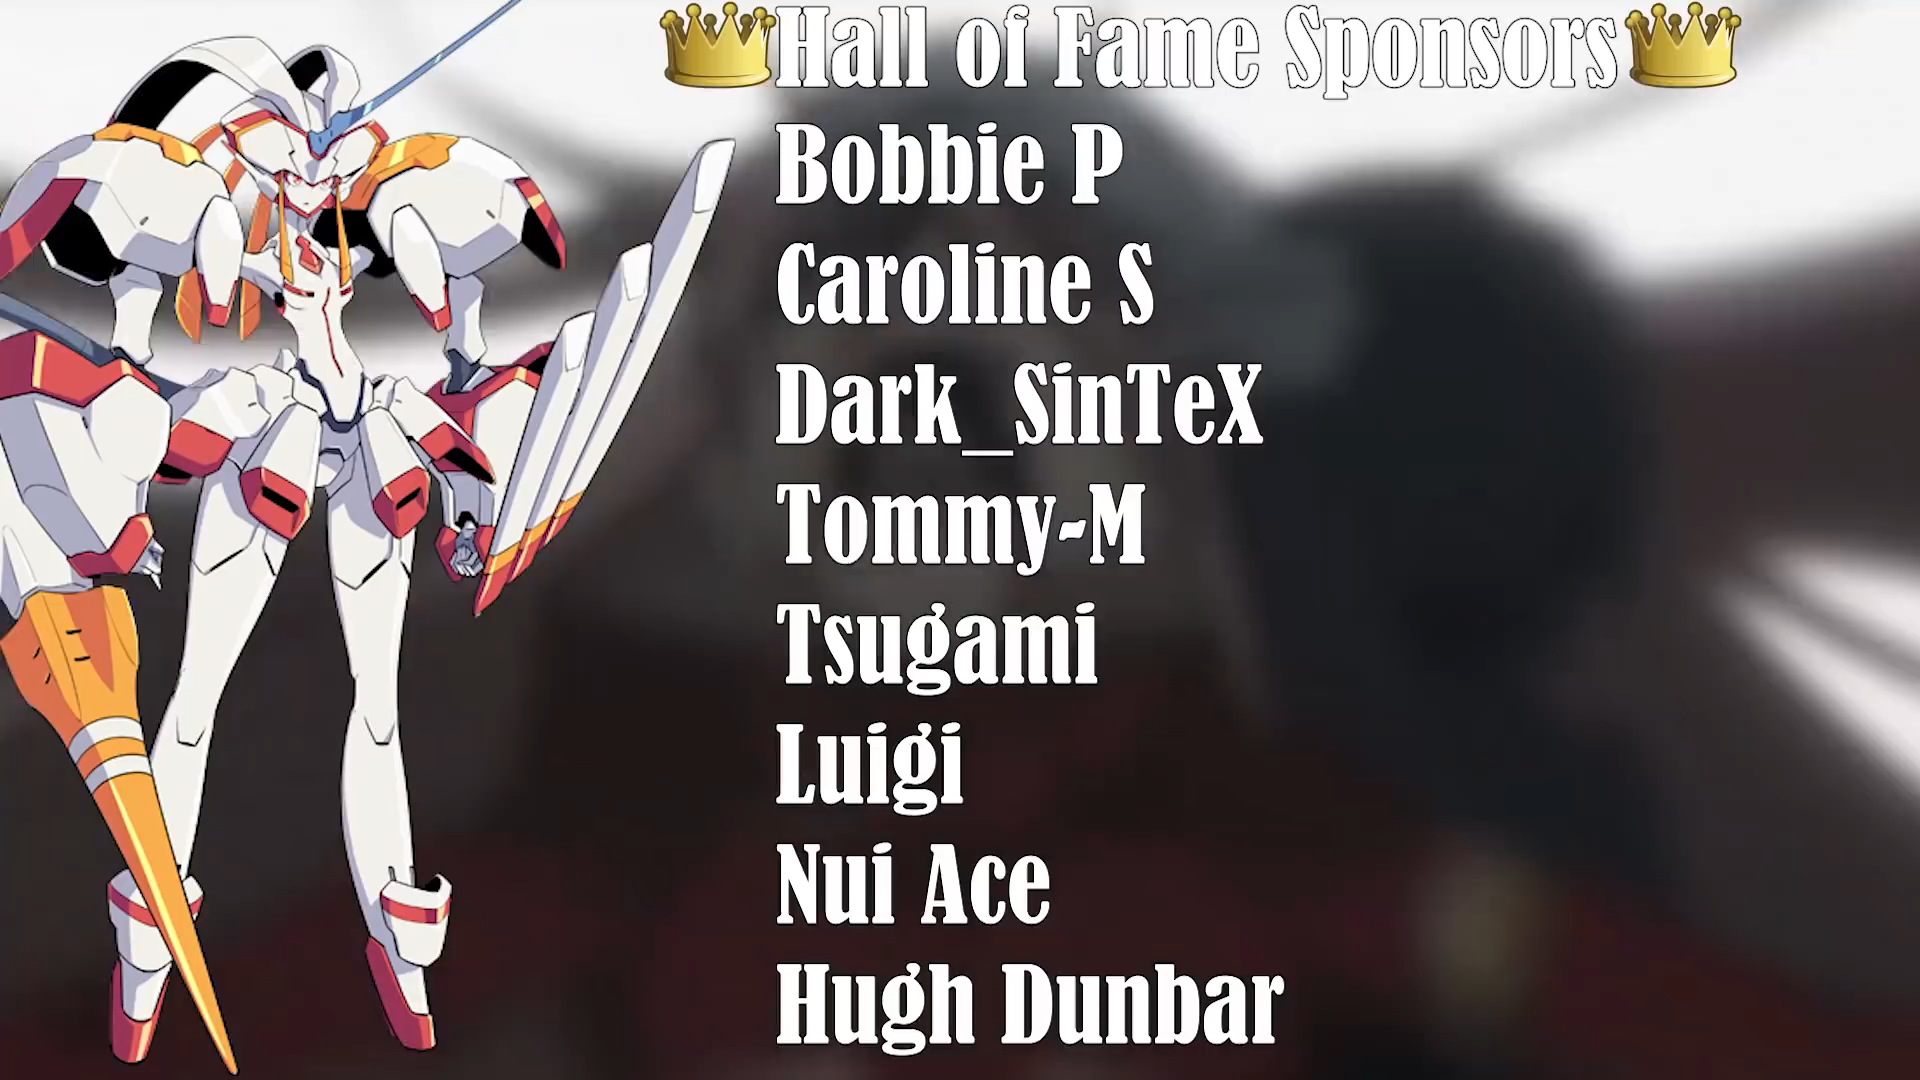 Hall of Fame Sponsors
Bobbie P
Caroline S
Dark_SinTeX
Tommy-M
Tsugami
Luigi
Nui Ace
Hugh Dunbar